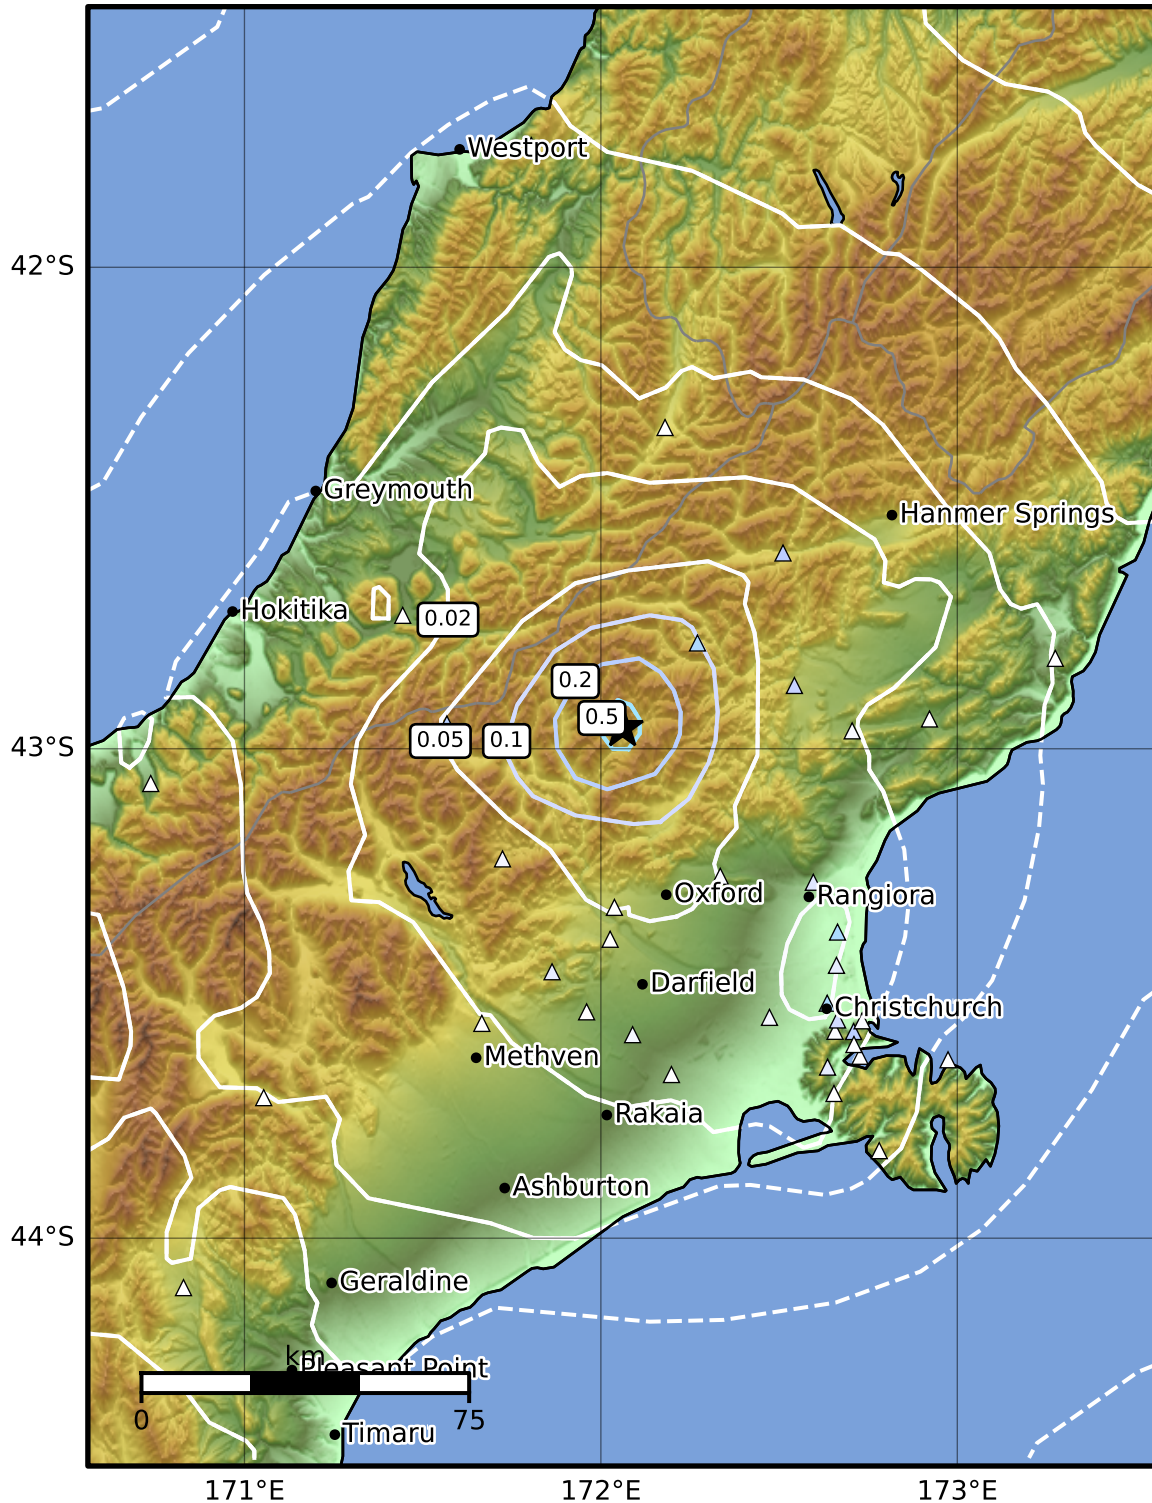 Westport
42°S
Greymouth
Hanmer Springs
Hokitika
0.02
0.2
0.5
0.05
0.1
43°S
Oxford
Rangiora
Darfield
Christchurch
Methven
Rakaia
Ashburton
44°S
Geraldine
km
Pleasant Point
0
75
Timaru
171°E
172°E
173°E